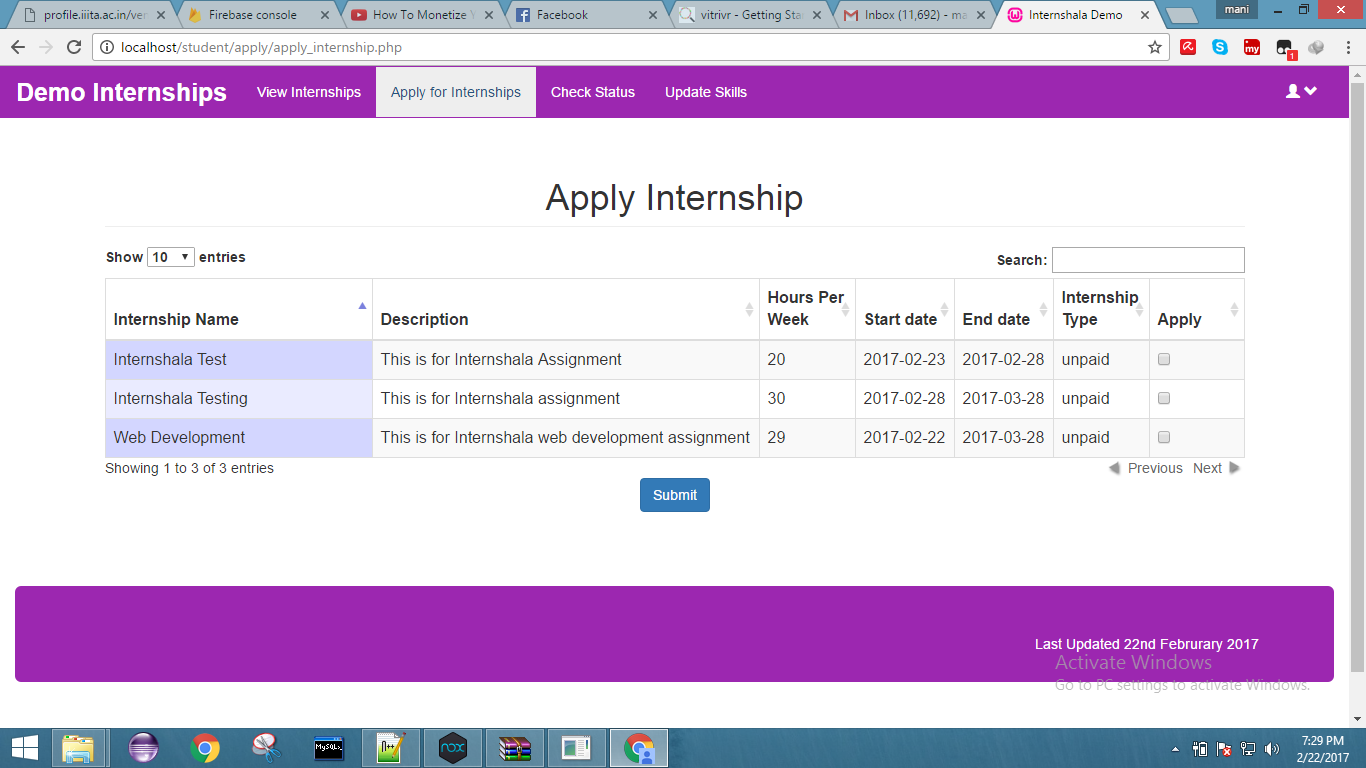 profile.iiita.ac.in/ver
Firebase console
How To Monetize Y
Facebook
vitrivr - Getting Sta
Inbox (11,692) - ma
Internshala Demo
mani
localhost/student/apply/apply_internship.php
my
1
Demo Internships View Internships Apply for Internships Check Status Update Skills
Apply Internship
Show 10 entries
Search:
Internship Name Description Hours Per Week Start date End date Internship Type Apply
Internshala Test This is for Internshala Assignment 20 2017-02-23 2017-02-28 unpaid
Internshala Testing This is for Internshala assignment 30 2017-02-28 2017-03-28 unpaid
Web Development This is for Internshala web development assignment 29 2017-02-22 2017-03-28 unpaid
Showing 1 to 3 of 3 entries
Previous Next
Submit
Last Updated 22nd Februrary 2017
Activate Windows
Go to PC settings to activate Windows.
nox
7:29 PM
2/22/2017